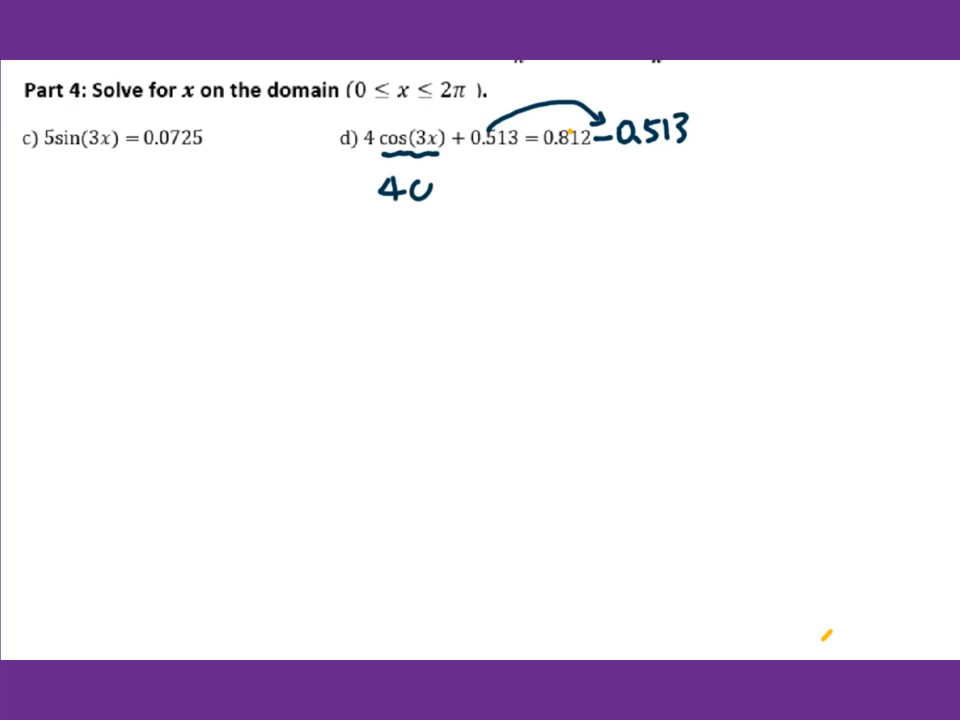 Part 4: Solve for x on the domain (0 ≤ x ≤ 2π ).
c) 5sin(3x) = 0.0725
d) 4 cos(3x) + 0.513 = 0.812 – 0.513
4C